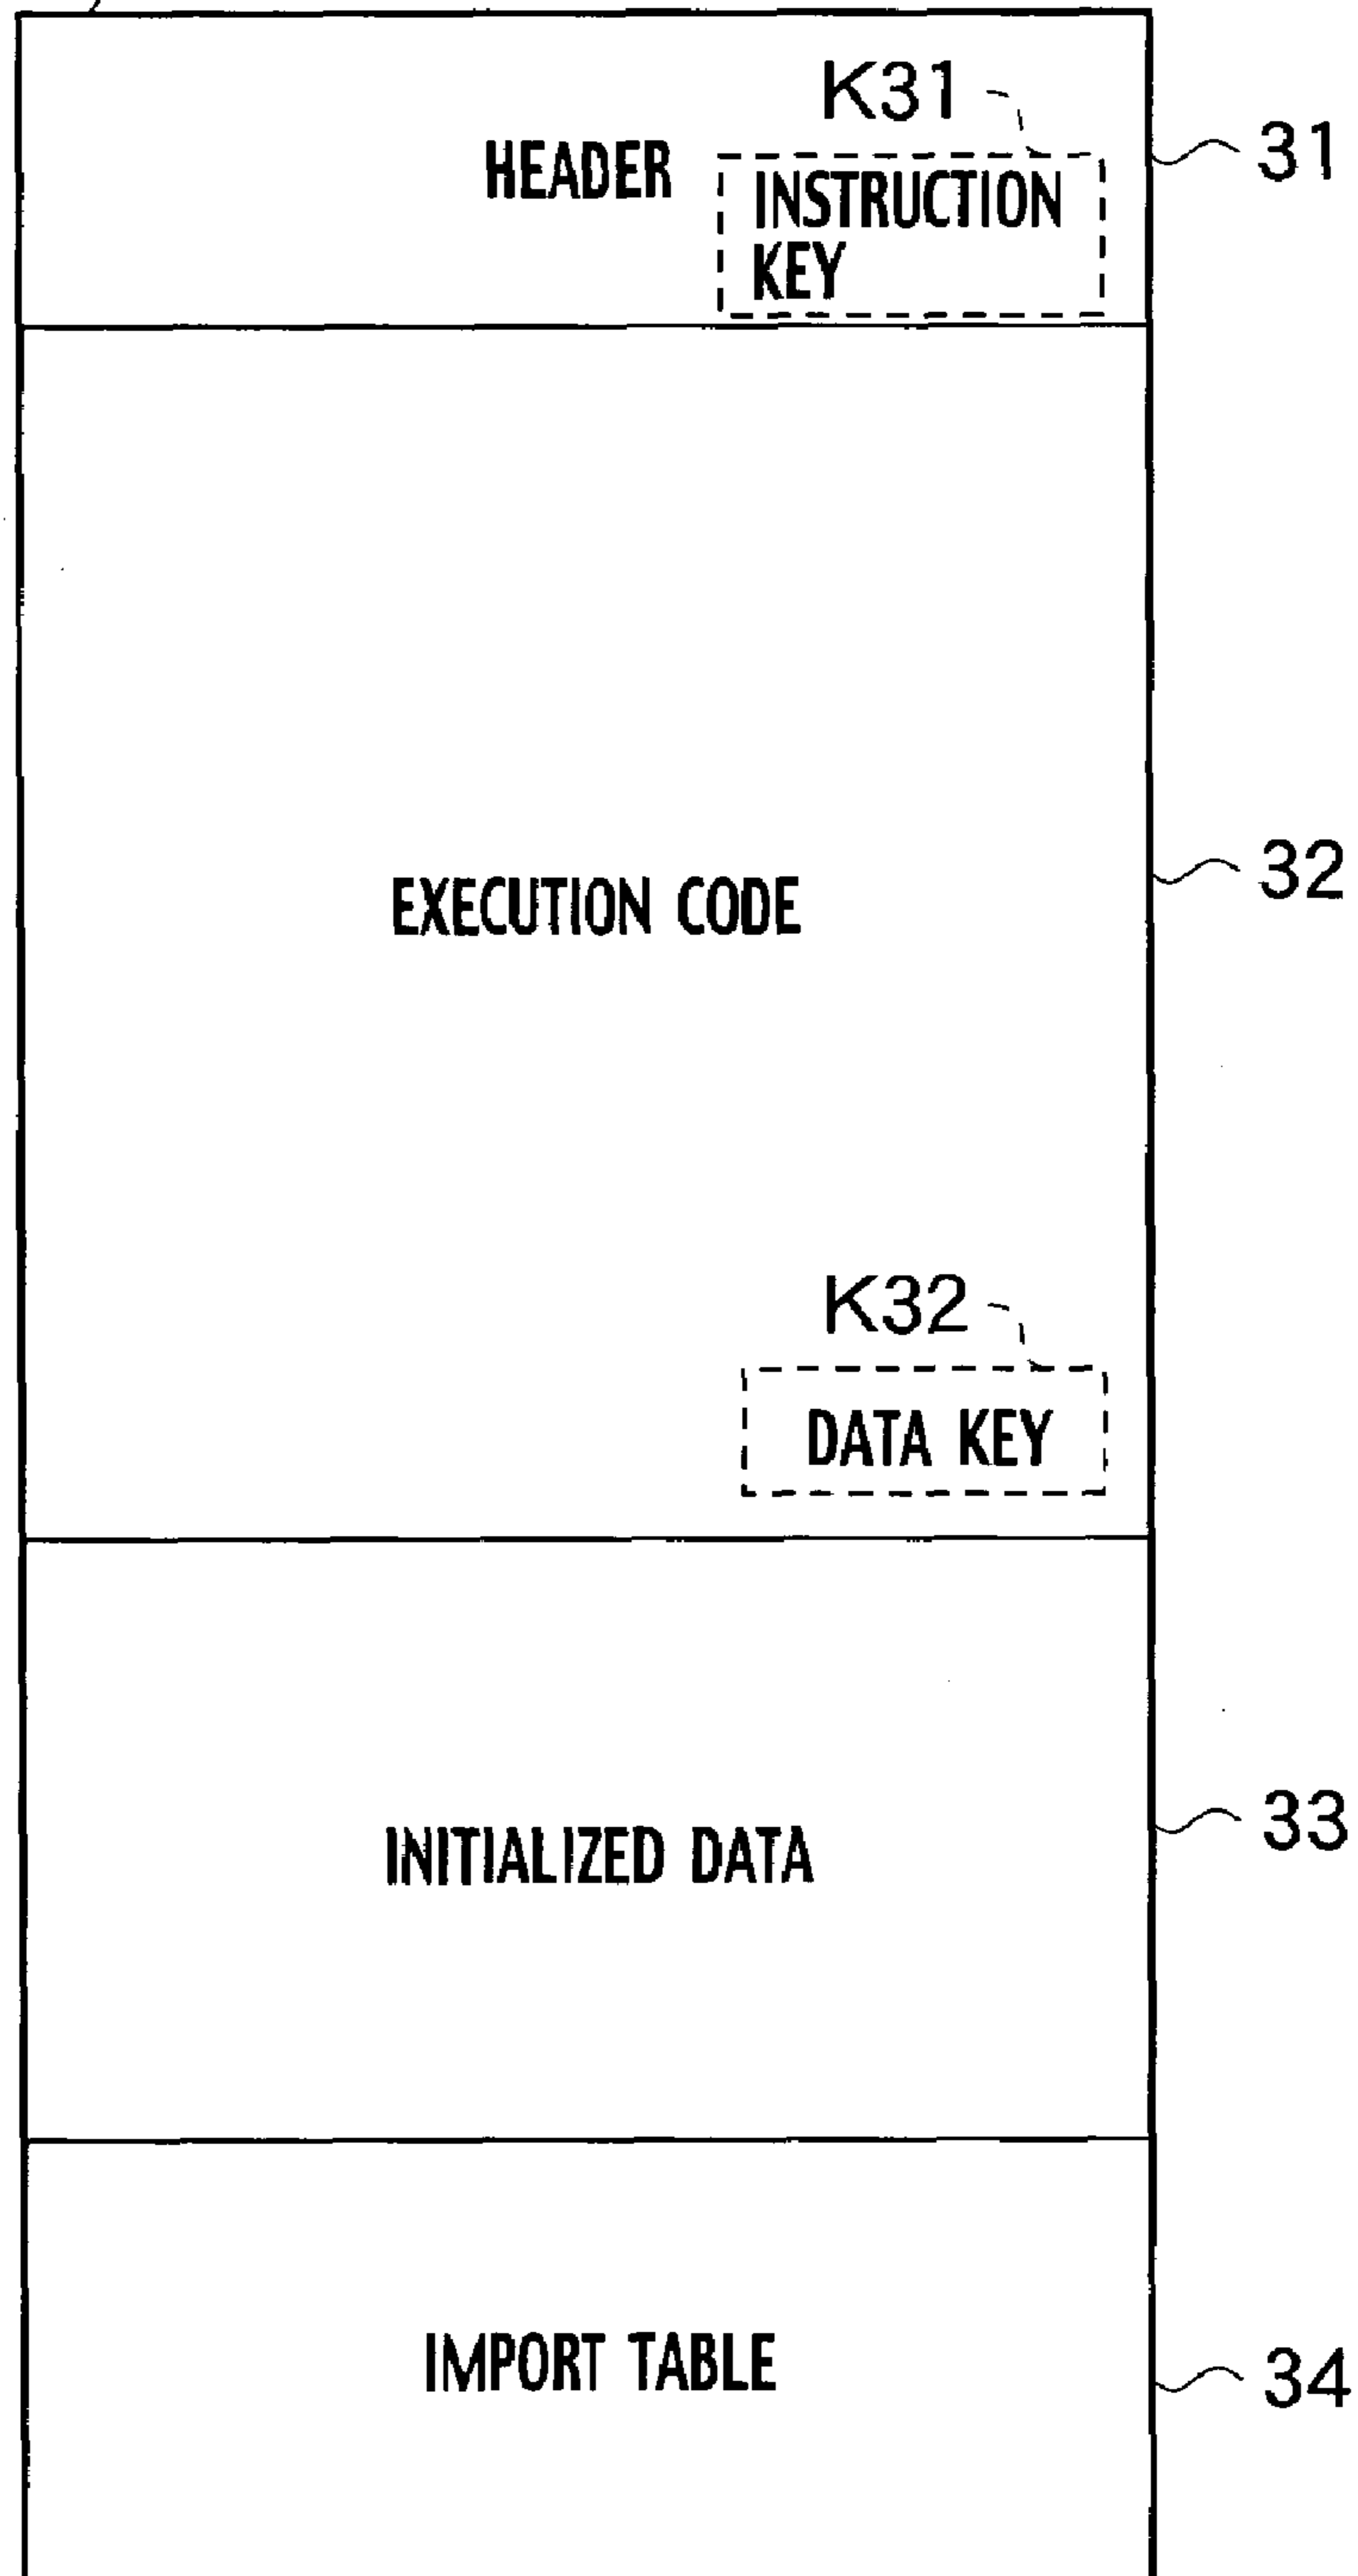 K31
31
HEADER
INSTRUCTION
KEY
32
EXECUTION CODE
K32
DATA KEY
33
INITIALIZED DATA
34
IMPORT TABLE